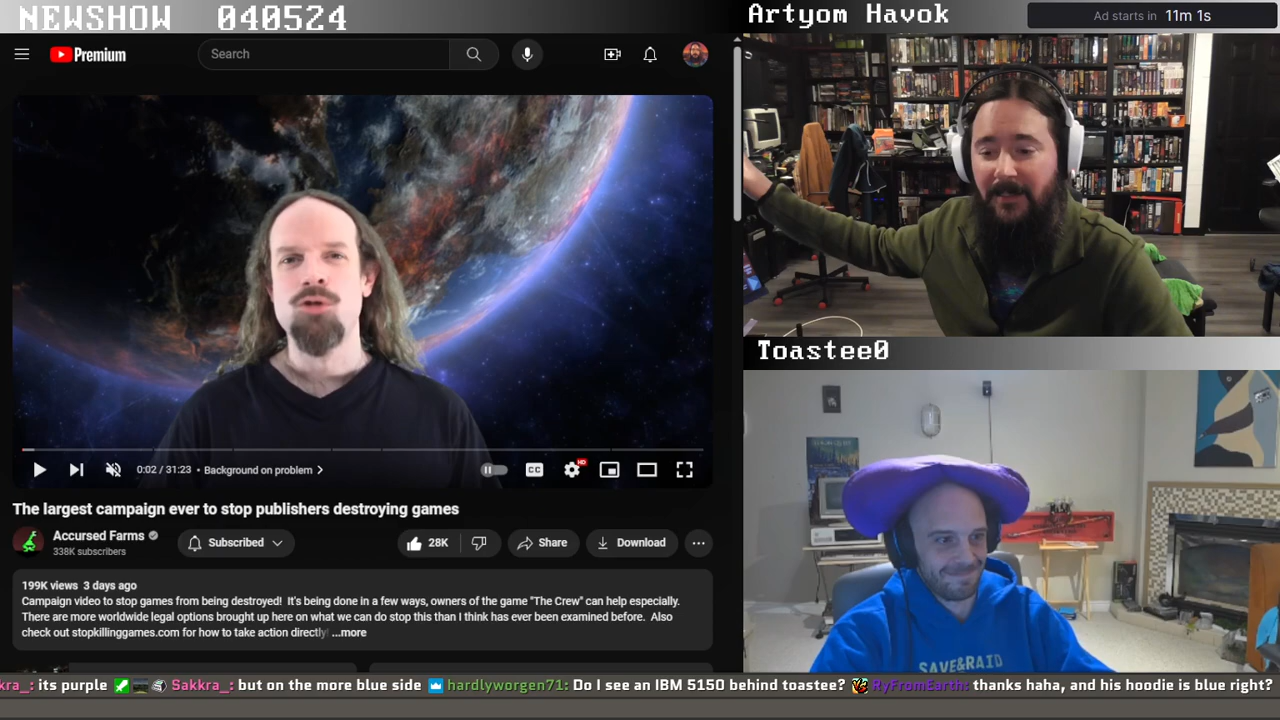 NEWSHOW 040524
Artyom Havok
Ad starts in 11m 1s
Premium
Search
0:02 / 31:23 • Background on problem
CC
HD
The largest campaign ever to stop publishers destroying games
Accursed Farms
338K subscribers
Subscribed
28K
Share
Download
199K views 3 days ago
Campaign video to stop games from being destroyed! It's being done in a few ways, owners of the game "The Crew" can help especially.
There are more worldwide legal options brought up here on what we can do stop this than I think has ever been examined before. Also
check out stopkillinggames.com for how to take action directly ...more
Toastee0
SAVE&RAID
kra_: its purple Sakkra_: but on the more blue side hardlyworgen71: Do I see an IBM 5150 behind toastee? RyFromEarth: thanks haha, and his hoodie is blue right?